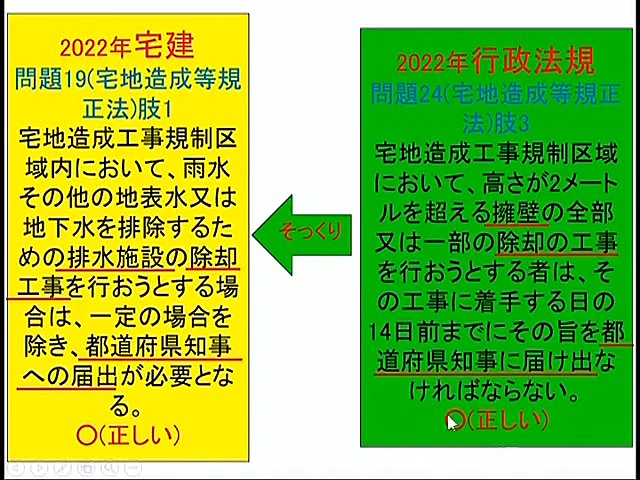 2022年宅建
問題19(宅地造成等規
正法)肢1
宅地造成工事規制区
域内において、雨水
その他の地表水又は
地下水を排除するた
めの排水施設の除却
工事を行おうとする場
合は、一定の場合を
除き、都道府県知事
への届出が必要とな
る。
〇(正しい)
そっくり
2022年行政法規
問題24(宅地造成等規正
法)肢3
宅地造成工事規制区域
において、高さが2メート
ルを超える擁壁の全部
又は一部の除却の工事
を行おうとする者は、そ
の工事に着手する日の
14日前までにその旨を都
道府県知事に届け出な
ければならない。
〇(正しい)